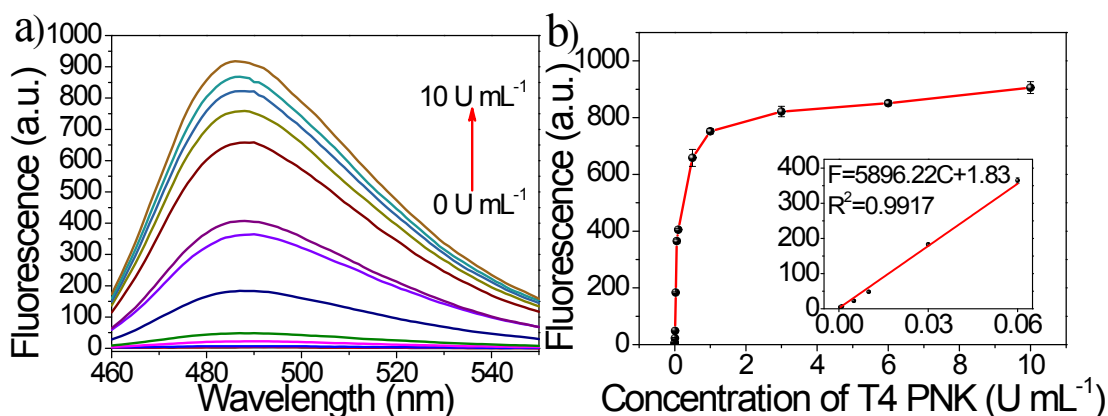 a)
1000
900
800
700
600
500
400
300
200
100
0
460 480 500 520 540
Fluorescence (a.u.)
Wavelength (nm)
10 U mL⁻¹
0 U mL⁻¹
b)
1000
800
600
400
200
0
0 2 4 6 8 10
Fluorescence (a.u.)
Concentration of T4 PNK (U mL⁻¹)
400
300
200
100
0
0.00 0.03 0.06
F=5896.22C+1.83
R²=0.9917